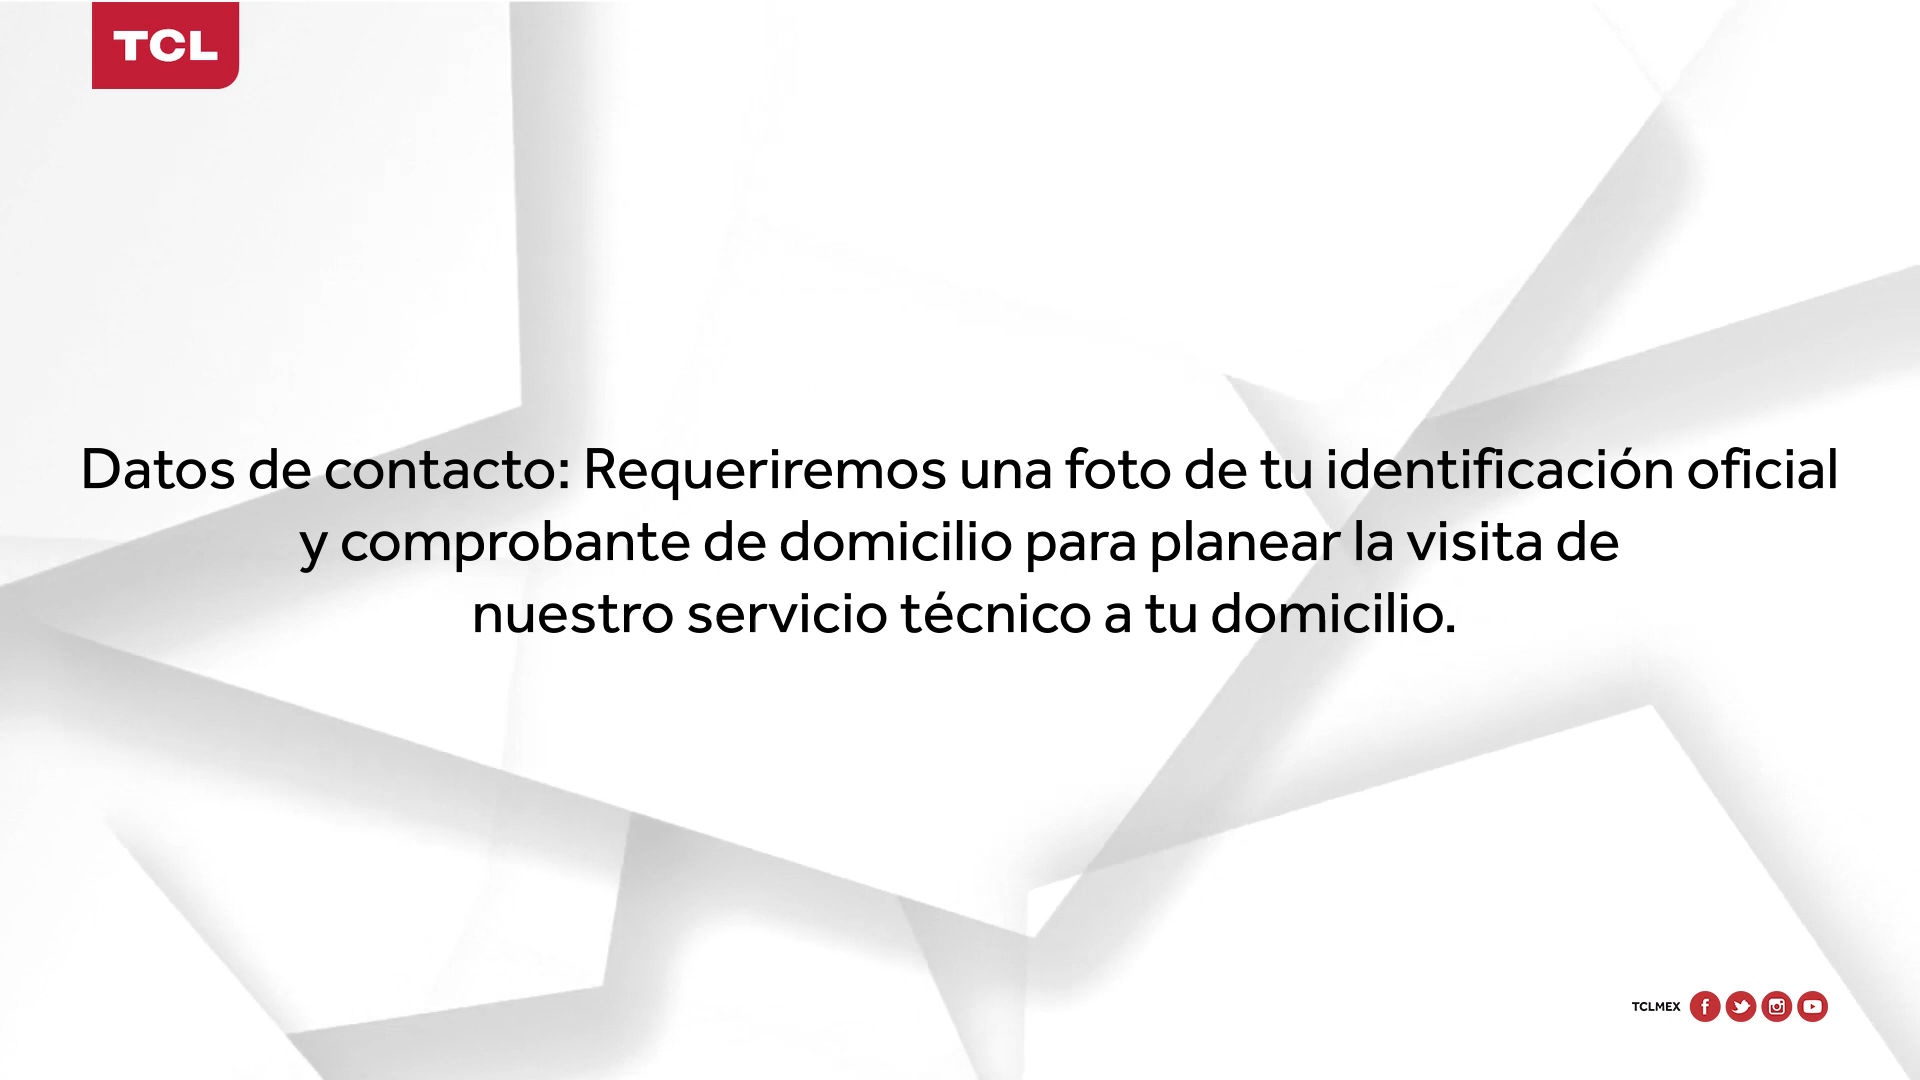 TCL
Datos de contacto: Requeriremos una foto de tu identificación oficial
y comprobante de domicilio para planear la visita de
nuestro servicio técnico a tu domicilio.
TCLMEX